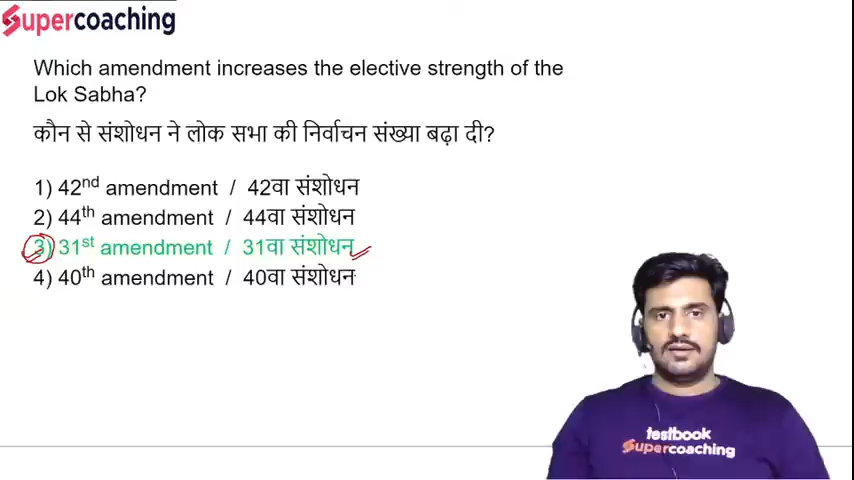 Supercoaching
Which amendment increases the elective strength of the
Lok Sabha?
कौन से संशोधन ने लोक सभा की निर्वाचन संख्या बढ़ा दी?
1) 42nd amendment / 42वा संशोधन
2) 44th amendment / 44वा संशोधन
3) 31st amendment / 31वा संशोधन
4) 40th amendment / 40वा संशोधन
testbook
Supercoaching